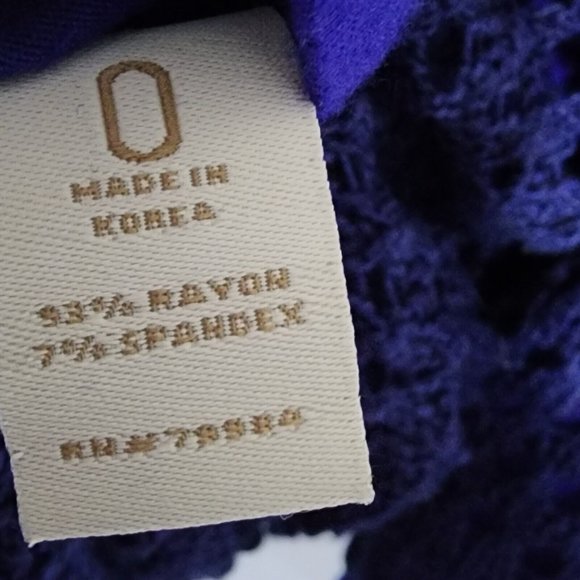 0
MADE IN
KOREA
93% RAYON
7% SPANDEX